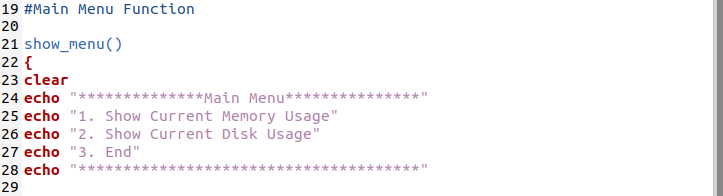 19 #Main Menu Function
20
21 show_menu()
22 {
23 clear
24 echo "**************Main Menu***************"
25 echo "1. Show Current Memory Usage"
26 echo "2. Show Current Disk Usage"
27 echo "3. End"
28 echo "**************************************"
29